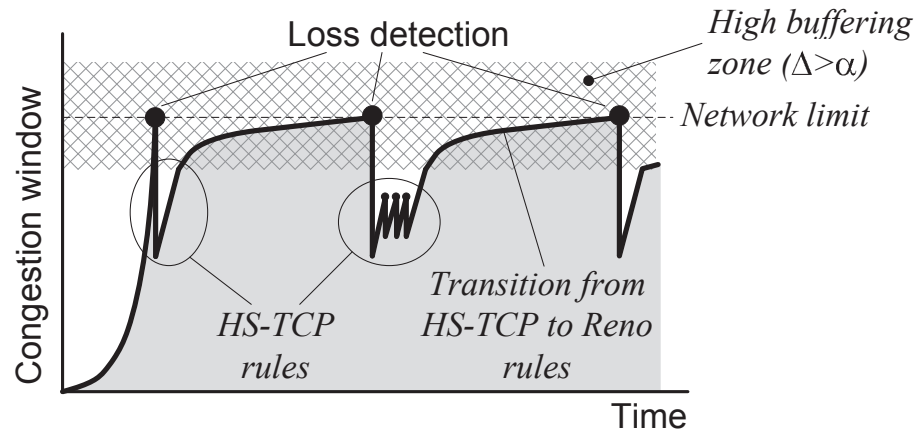 Loss detection
High buffering
zone (Δ>α)
Network limit
Congestion window
HS-TCP
rules
Transition from
HS-TCP to Reno
rules
Time